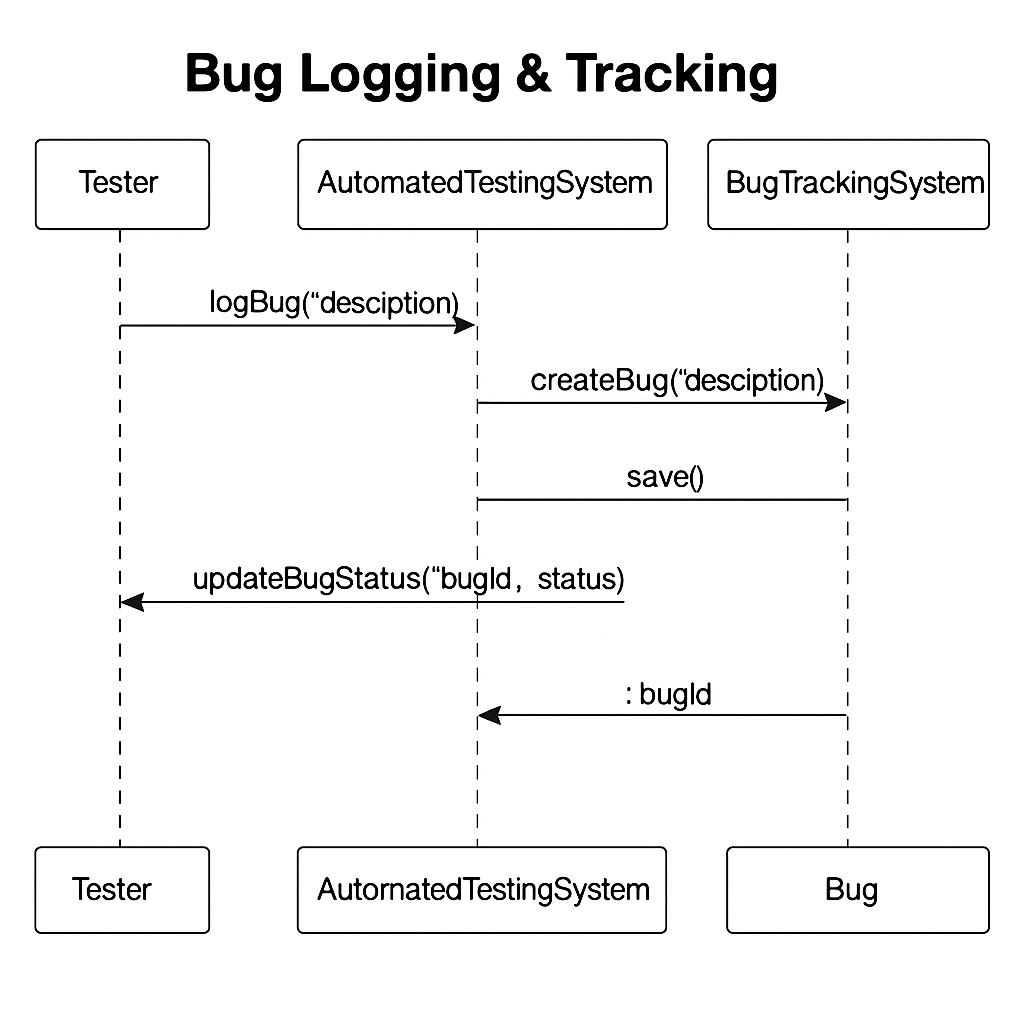 Bug Logging & Tracking
Tester
AutomatedTestingSystem
BugTrackingSystem
logBug(“desciption)
createBug(“desciption)
save()
updateBugStatus(“bugId, status)
: bugId
Tester
AutornatedTestingSystem
Bug